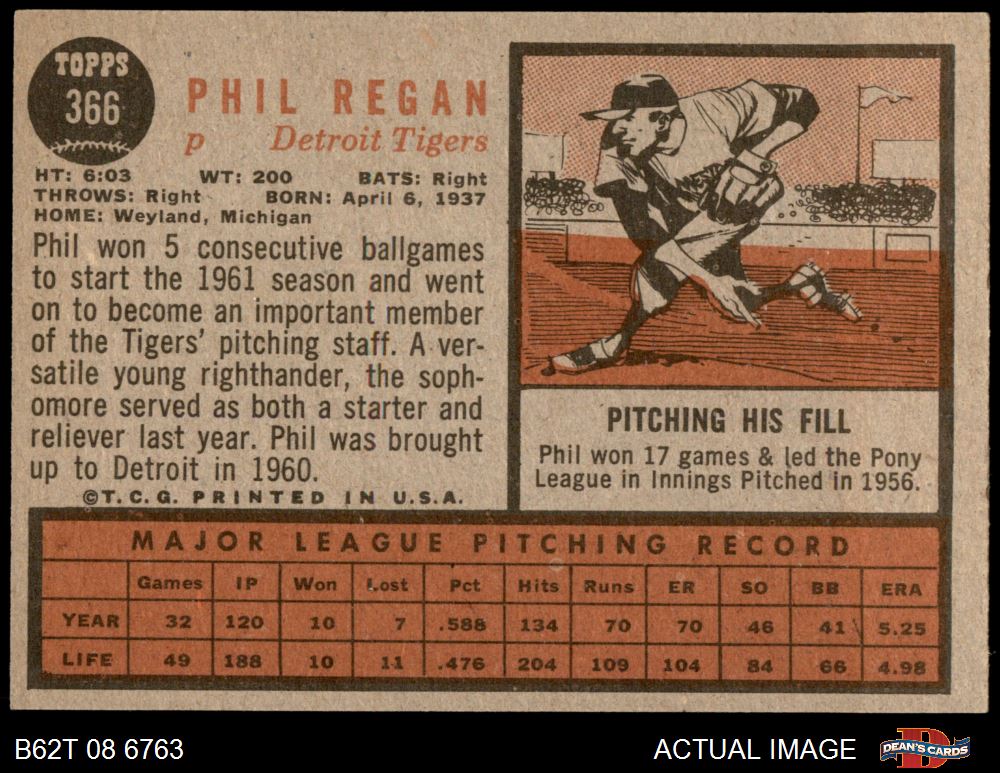 TOPPS
366
PHIL REGAN
p Detroit Tigers
HT: 6:03 WT: 200 BATS: Right
THROWS: Right BORN: April 6, 1937
HOME: Weyland, Michigan
Phil won 5 consecutive ballgames
to start the 1961 season and went
on to become an important member
of the Tigers' pitching staff. A ver-
satile young righthander, the soph-
omore served as both a starter and
reliever last year. Phil was brought
up to Detroit in 1960.
©T.C.G. PRINTED IN U.S.A.
PITCHING HIS FILL
Phil won 17 games & led the Pony
League in Innings Pitched in 1956.
MAJOR LEAGUE PITCHING RECORD
Games IP Won Lost Pct Hits Runs ER SO BB ERA
YEAR 32 120 10 7 .588 134 70 70 46 41 5.25
LIFE 49 188 10 11 .476 204 109 104 84 66 4.98
B62T 08 6763 ACTUAL IMAGE DEAN'S CARDS